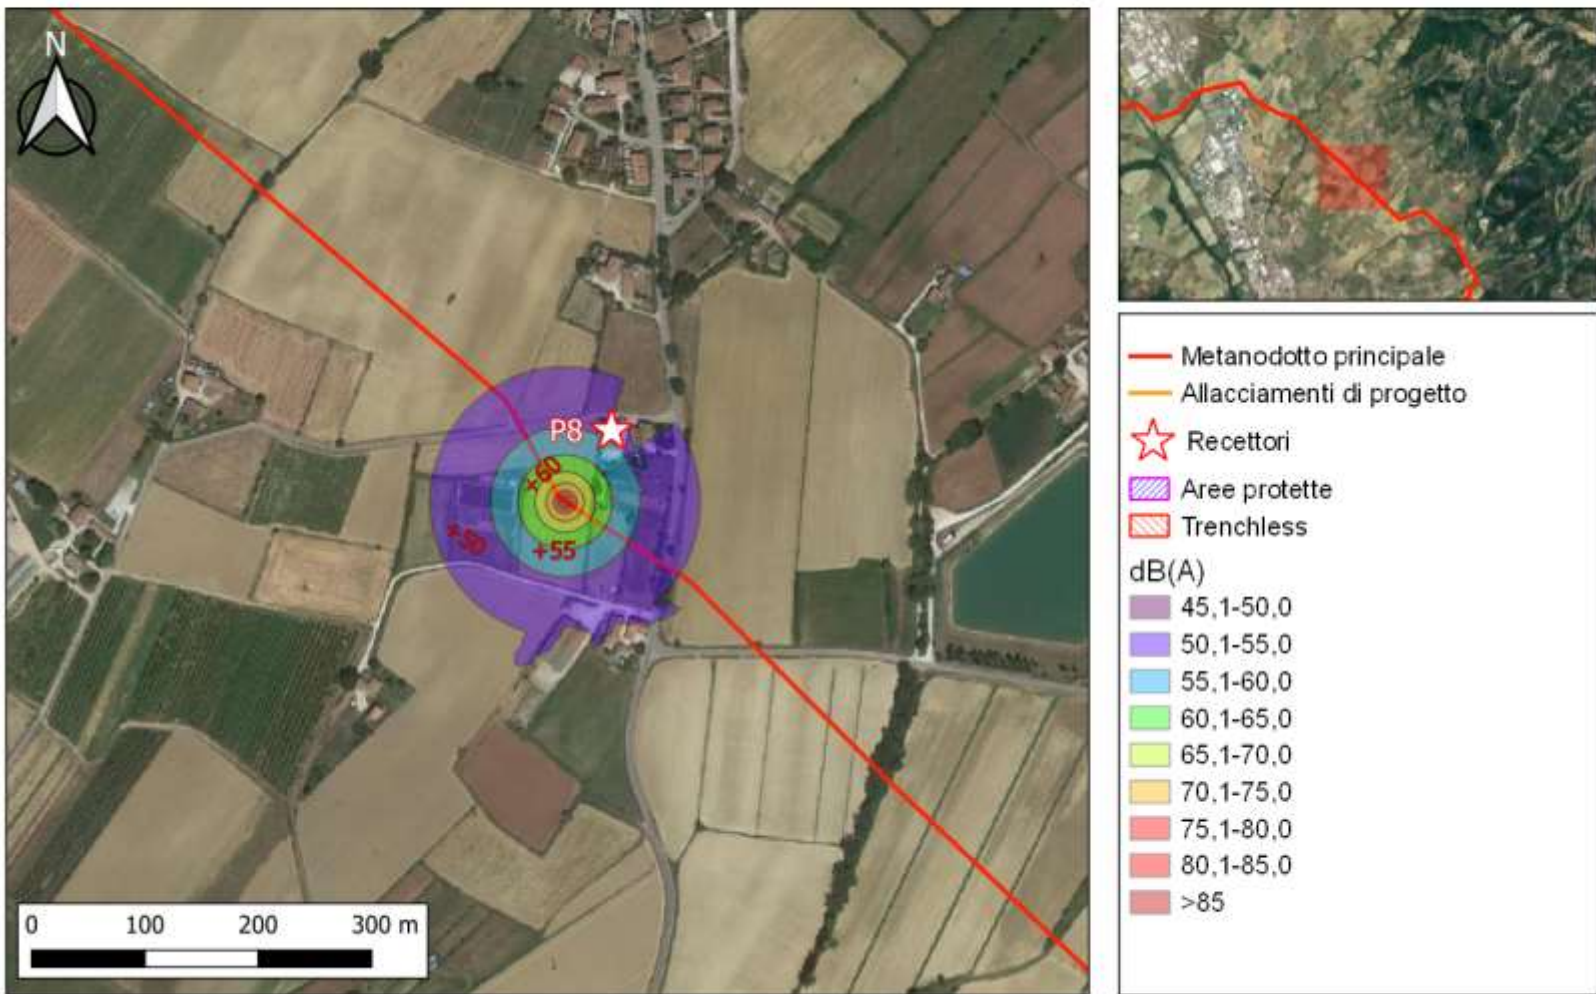 N
P8
+60
+50
+55
0 100 200 300 m
Metanodotto principale
Allacciamenti di progetto
Recettori
Aree protette
Trenchless
dB(A)
45,1-50,0
50,1-55,0
55,1-60,0
60,1-65,0
65,1-70,0
70,1-75,0
75,1-80,0
80,1-85,0
>85